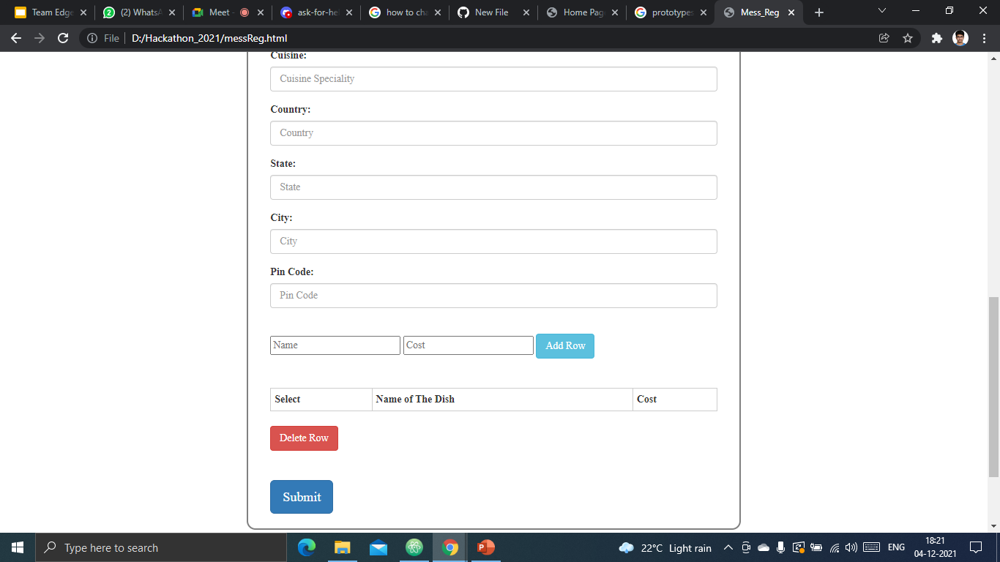 Team Edge
(2) WhatsA
Meet -
ask-for-he
how to cha
New File
Home Page
prototypes
Mess_Reg
File
D:/Hackathon_2021/messReg.html
Cuisine:
Cuisine Speciality
Country:
Country
State:
State
City:
City
Pin Code:
Pin Code
Name Cost Add Row
Select Name of The Dish Cost
Delete Row
Submit
Type here to search
22°C Light rain
ENG
18:21
04-12-2021